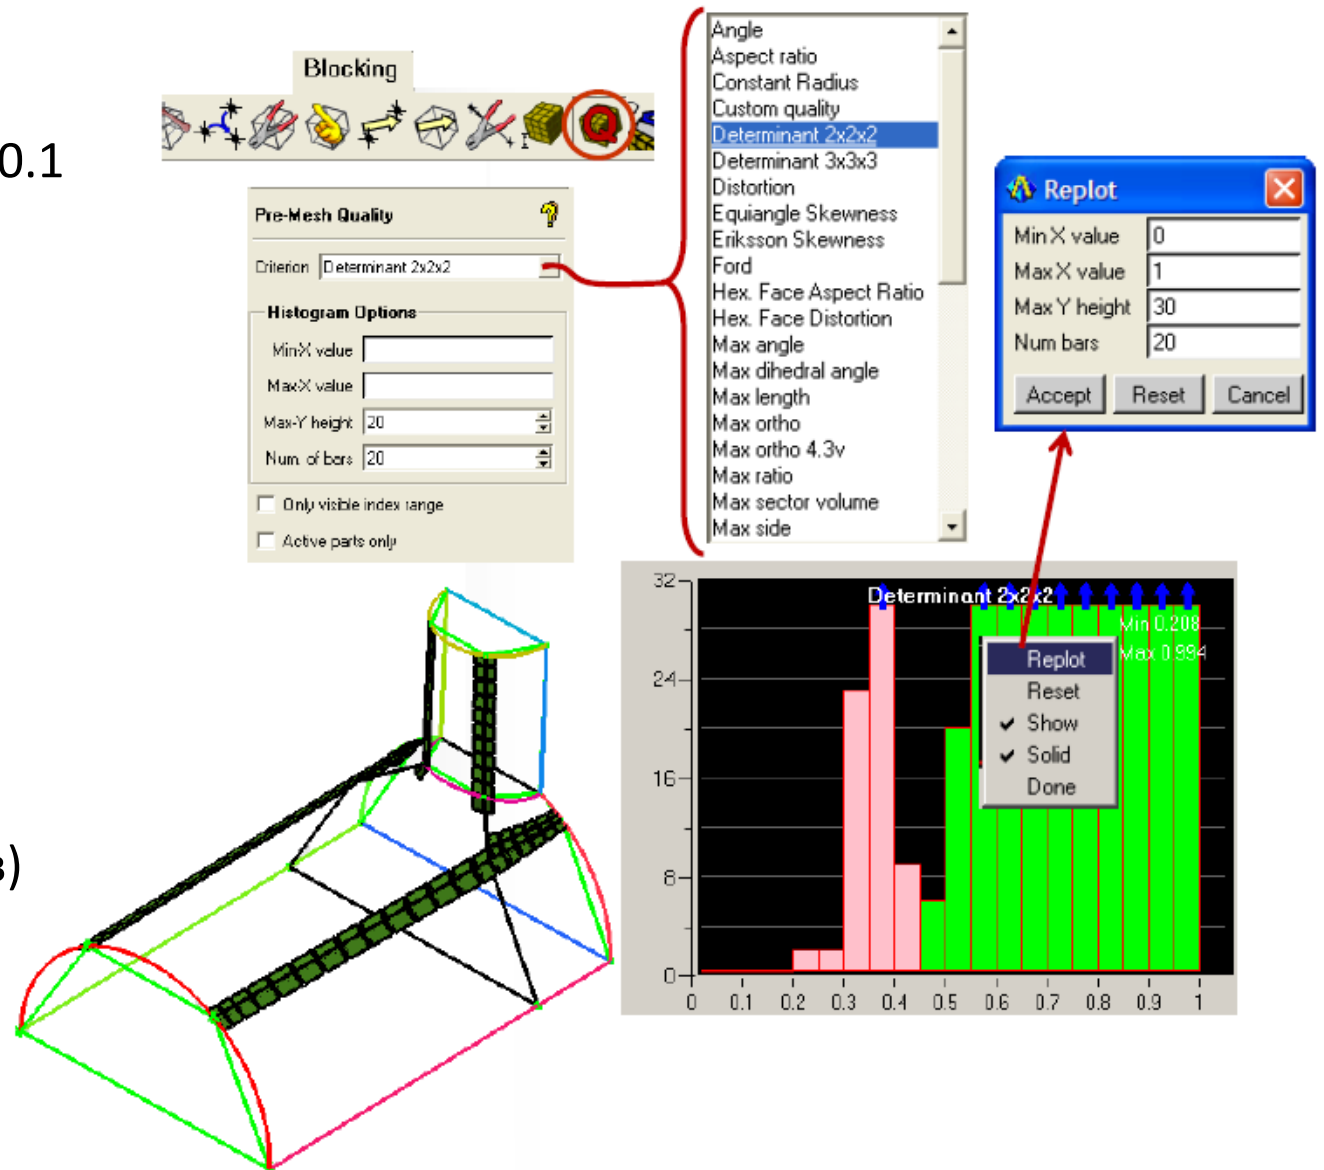 Blocking
0.1
Pre-Mesh Quality
Criterion Determinant 2x2x2
Histogram Options
Min-X value
Max-X value
Max-Y height 20
Num. of bars 20
Only visible index range
Active parts only
Angle
Aspect ratio
Constant Radius
Custom quality
Determinant 2x2x2
Determinant 3x3x3
Distortion
Equiangle Skewness
Eriksson Skewness
Ford
Hex. Face Aspect Ratio
Hex. Face Distortion
Max angle
Max dihedral angle
Max length
Max ortho
Max ortho 4.3v
Max ratio
Max sector volume
Max side
Replot
Min X value 0
Max X value 1
Max Y height 30
Num bars 20
Accept Reset Cancel
Determinant 2x2x2
Min 0.208
Max 0.994
Replot
Reset
Show
Solid
Done
32
24
16
8
0
0 0.1 0.2 0.3 0.4 0.5 0.6 0.7 0.8 0.9 1
в)